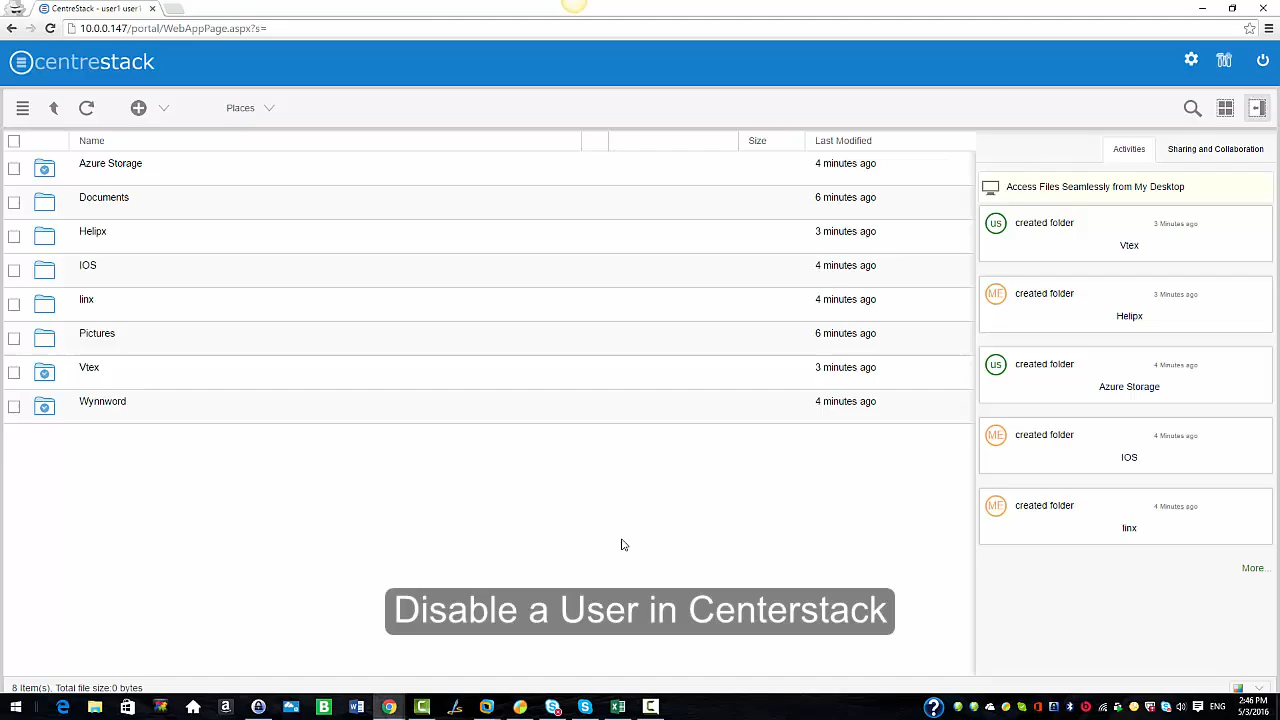 CentreStack - user1 user1
10.0.0.147/portal/WebAppPage.aspx?s=
centrestack
Places
Name
Size
Last Modified
Activities
Sharing and Collaboration
Azure Storage
4 minutes ago
Documents
6 minutes ago
Helipx
3 minutes ago
IOS
4 minutes ago
linx
4 minutes ago
Pictures
6 minutes ago
Vtex
3 minutes ago
Wynnword
4 minutes ago
Access Files Seamlessly from My Desktop
us created folder 3 Minutes ago
Vtex
ME created folder 3 Minutes ago
Helipx
us created folder 4 Minutes ago
Azure Storage
ME created folder 4 Minutes ago
IOS
ME created folder 4 Minutes ago
linx
More...
Disable a User in Centerstack
8 Item(s), Total file size:0 bytes
ENG
2:46 PM
5/3/2016